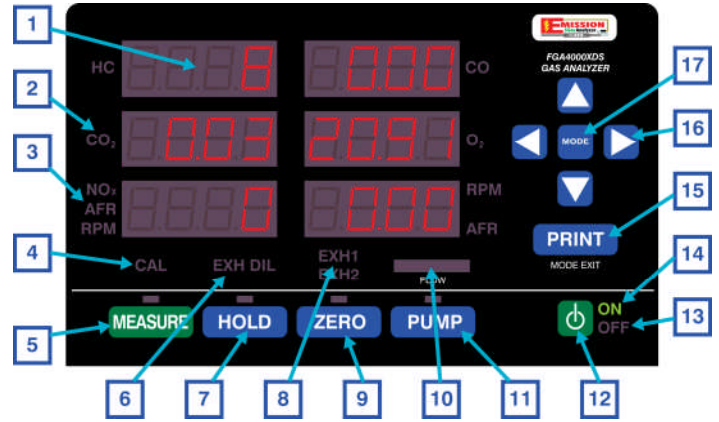 1
2
3
4
5
6
7
8
9
10
11
12
13
14
15
16
17
HC
8
0.00
CO
CO₂
0.03
20.91
O₂
NOx
AFR
RPM
0
0.00
RPM
AFR
CAL
EXH DIL
EXH1
EXH2
FLOW
MEASURE
HOLD
ZERO
PUMP
EMISSION
FGA4000XDS
GAS ANALYZER
MODE
PRINT
MODE EXIT
ON
OFF